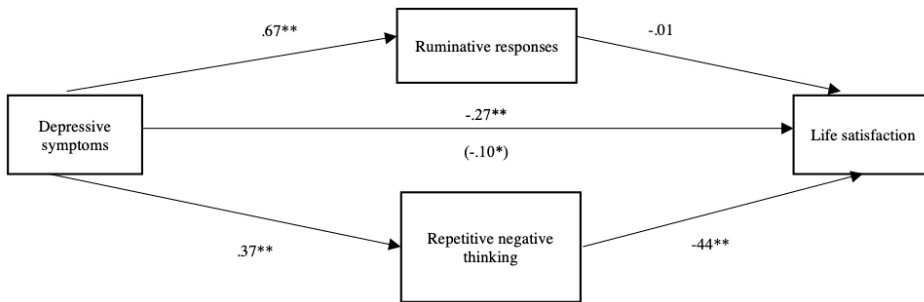 .67**
Ruminative responses
-.01
Depressive
symptoms
-.27**
(-.10*)
Life satisfaction
.37**
Repetitive negative
thinking
-44**